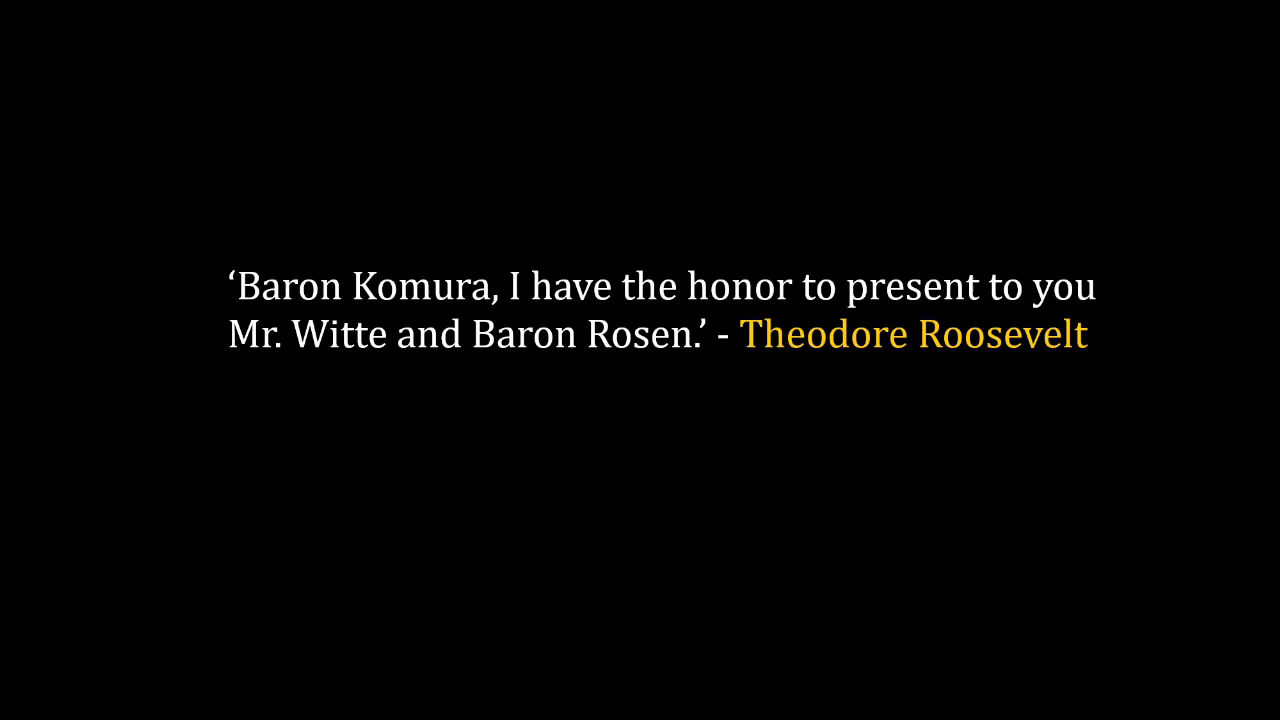 ‘Baron Komura, I have the honor to present to you
Mr. Witte and Baron Rosen.’ - Theodore Roosevelt